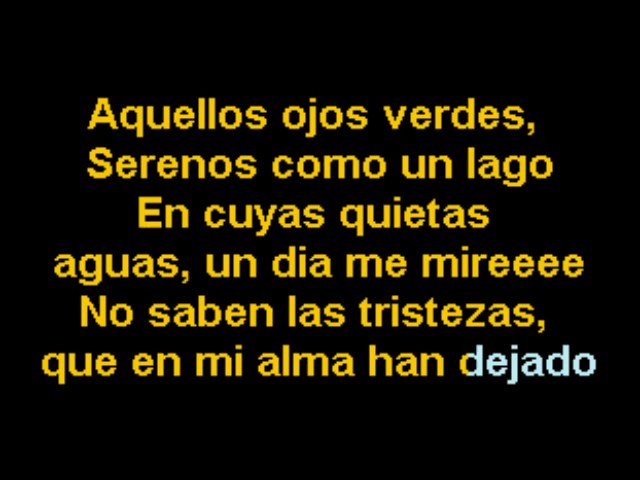 Aquellos ojos verdes,
Serenos como un lago
En cuyas quietas
aguas, un dia me mireeee
No saben las tristezas,
que en mi alma han dejado